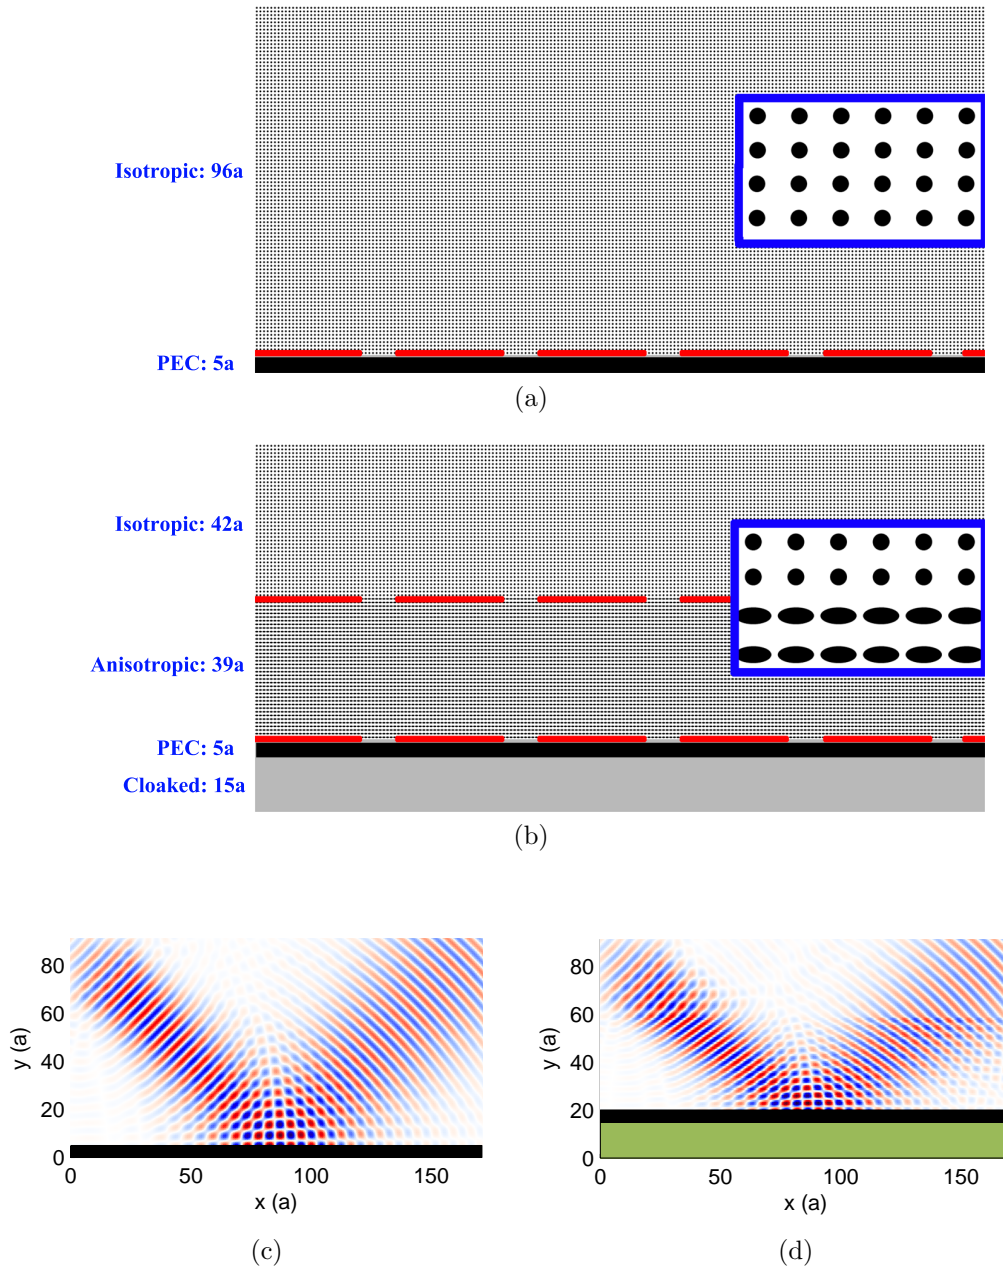 Isotropic: 96a
PEC: 5a
(a)
Isotropic: 42a
Anisotropic: 39a
PEC: 5a
Cloaked: 15a
(b)
80
60
40
20
0
y (a)
0 50 100 150
x (a)
(c)
80
60
40
20
0
y (a)
0 50 100 150
x (a)
(d)